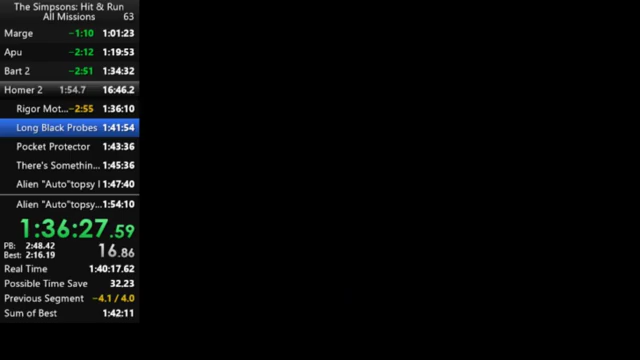 The Simpsons: Hit & Run
All Missions 63
Marge -1:10 1:01:23
Apu -2:12 1:19:53
Bart 2 -2:51 1:34:32
Homer 2 1:54.7 16:46.2
Rigor Mot... -2:55 1:36:10
Long Black Probes 1:41:54
Pocket Protector 1:43:36
There's Somethin... 1:45:36
Alien "Auto"topsy I 1:47:40
Alien "Auto"topsy... 1:54:10
1:36:27.59
PB: 2:48.42
Best: 2:16.19 16.86
Real Time 1:40:17.62
Possible Time Save 32.23
Previous Segment -4.1 / 4.0
Sum of Best 1:42:11